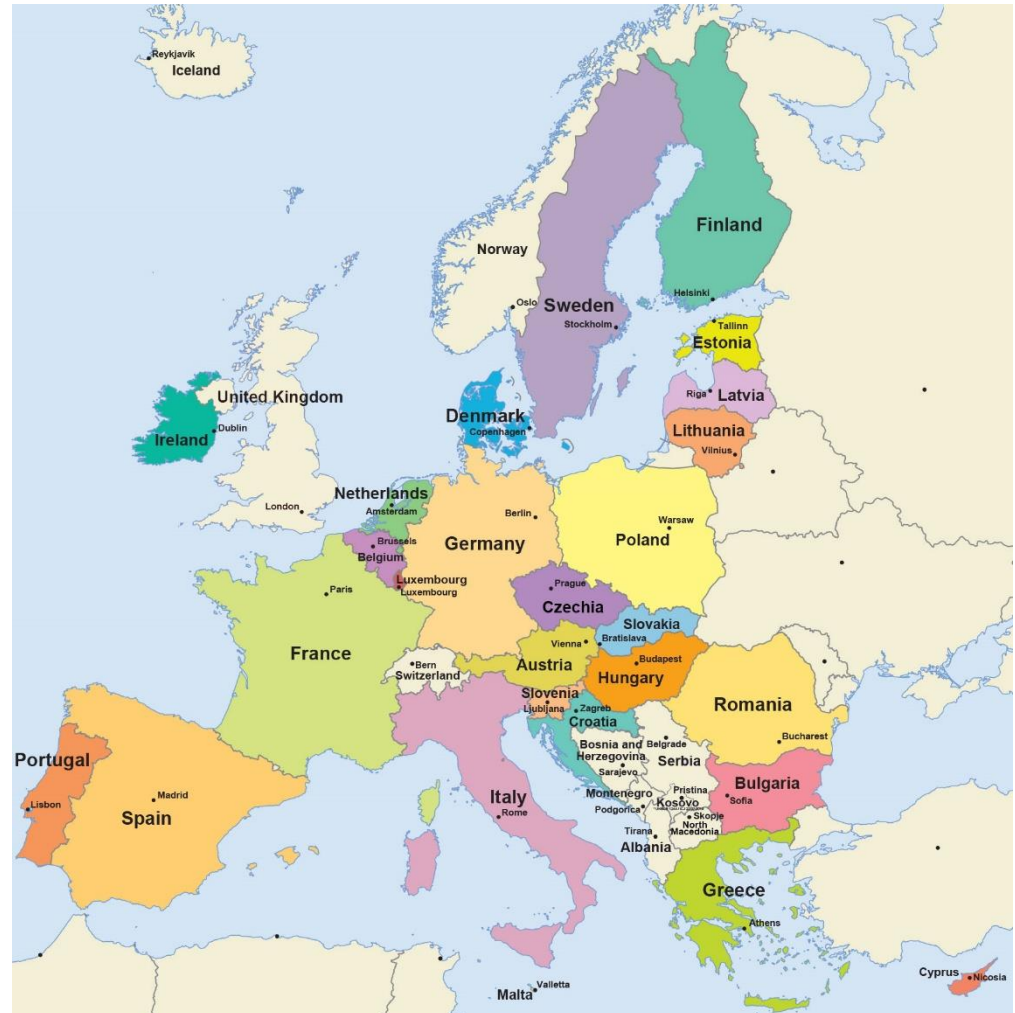 Reykjavik
Iceland
Finland
Norway
Helsinki
Oslo
Sweden
Stockholm
Tallinn
Estonia
United Kingdom
Riga
Latvia
Denmark
Copenhagen
Dublin
Ireland
Lithuania
Vilnius
Netherlands
Amsterdam
London
Berlin
Warsaw
Poland
Germany
Brussels
Belgium
Luxembourg
Luxembourg
Paris
Prague
Czechia
Slovakia
Bratislava
Vienna
Austria
Budapest
Hungary
France
Bern
Switzerland
Slovenia
Ljubljana
Zagreb
Croatia
Romania
Bucharest
Bosnia and
Herzegovina
Sarajevo
Belgrade
Serbia
Portugal
Lisbon
Madrid
Spain
Italy
Rome
Montenegro
Podgorica
Pristina
Kosovo
Bulgaria
Sofia
Skopje
North
Macedonia
Tirana
Albania
Greece
Athens
Cyprus
Nicosia
Malta
Valletta